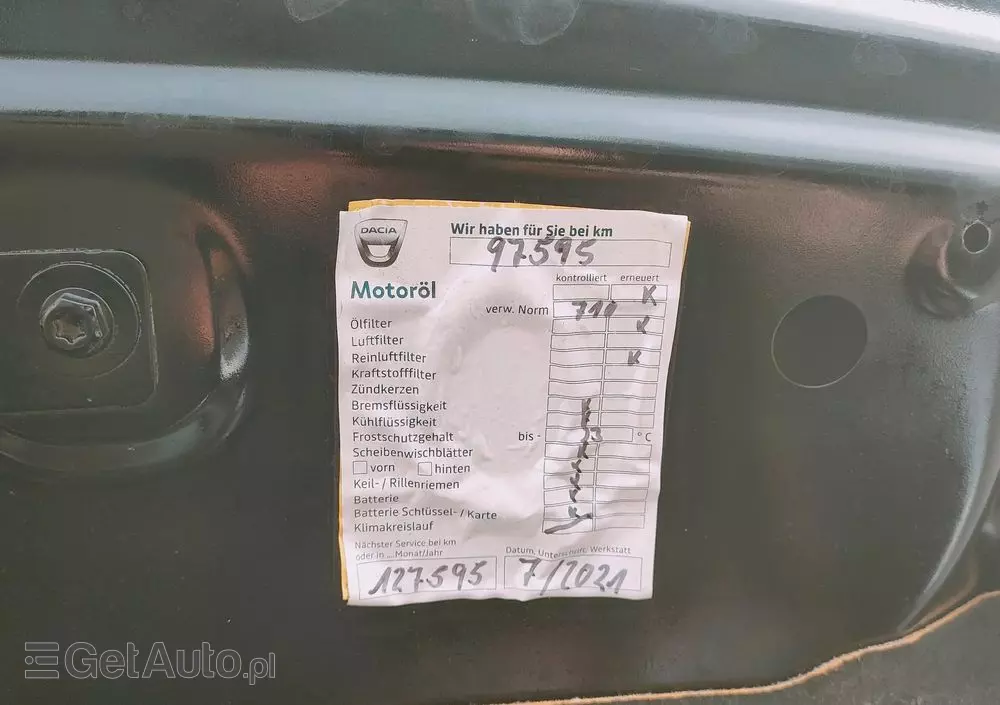 DACIA
Wir haben für Sie bei km
97595
kontrolliert erneuert
Motoröl K
verw. Norm 710
Ölfilter K
Luftfilter
Reinluftfilter K
Kraftstofffilter
Zündkerzen
Bremsflüssigkeit
Kühlflüssigkeit
Frostschutzgehalt bis - °C
Scheibenwischblätter
vorn hinten
Keil- / Rillenriemen
Batterie
Batterie Schlüssel- / Karte
Klimakreislauf
Nächster Service bei km
oder in ... Monat/Jahr
Datum, Unterschrift, Werkstatt
127595 7/2021
GetAuto.pl